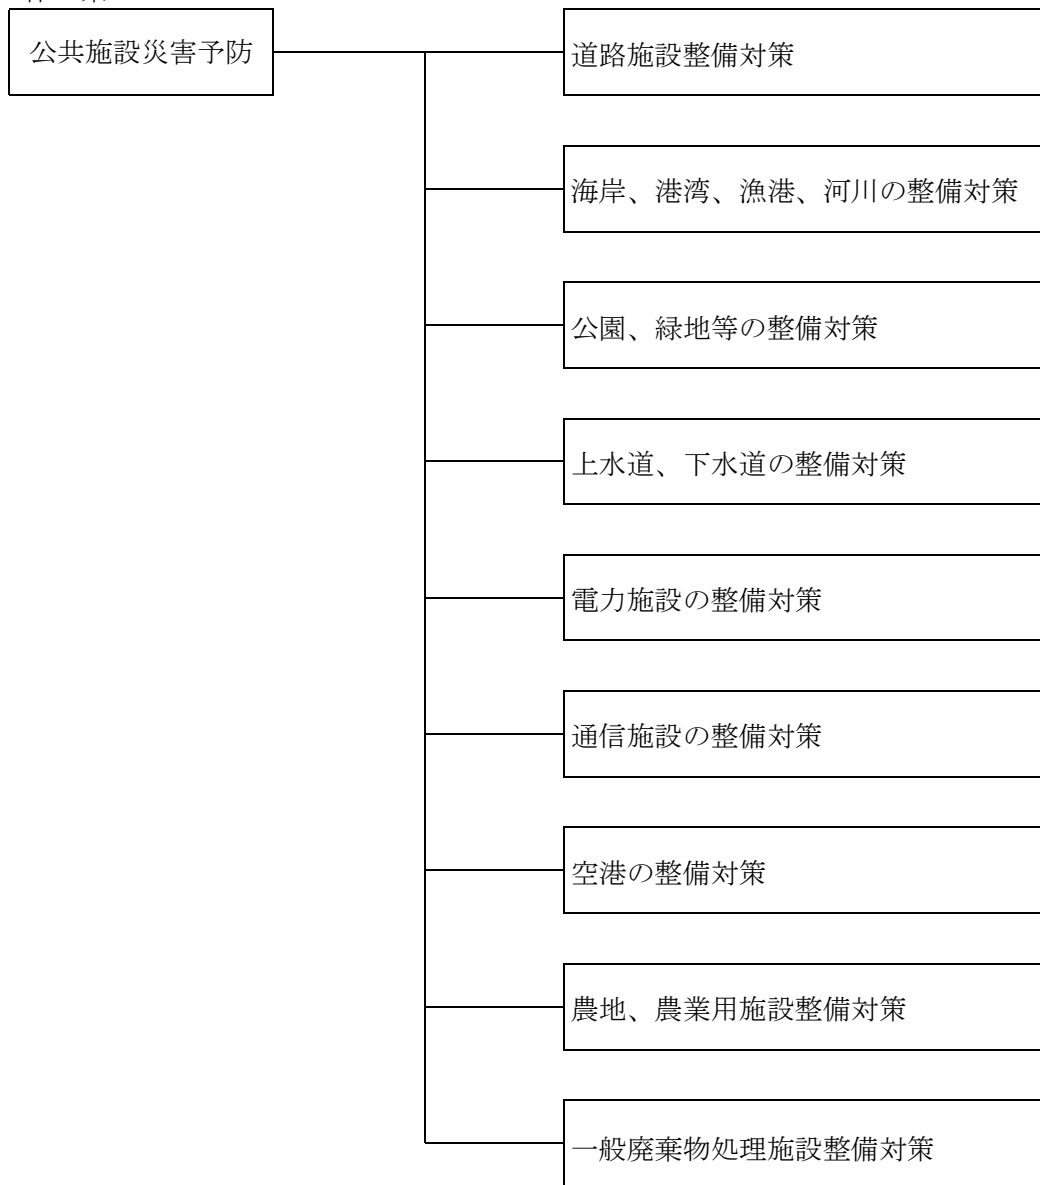 公共施設災害予防
道路施設整備対策
海岸、港湾、漁港、河川の整備対策
公園、緑地等の整備対策
上水道、下水道の整備対策
電力施設の整備対策
通信施設の整備対策
空港の整備対策
農地、農業用施設整備対策
一般廃棄物処理施設整備対策